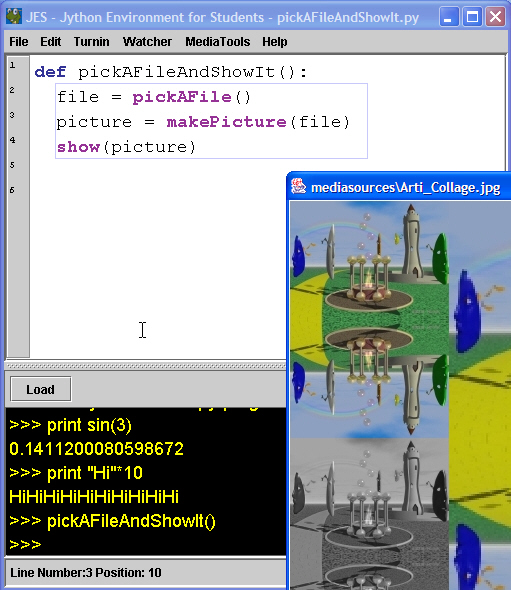 JES - Jython Environment for Students - pickAFileAndShowIt.py
File Edit Turnin Watcher MediaTools Help
1 def pickAFileAndShowIt():
2 file = pickAFile()
3 picture = makePicture(file)
4 show(picture)
5
6
mediasources\Arti_Collage.jpg
Load
>>> print sin(3)
0.1411200080598672
>>> print "Hi"*10
HiHiHiHiHiHiHiHiHiHi
>>> pickAFileAndShowIt()
>>>
Line Number:3 Position: 10